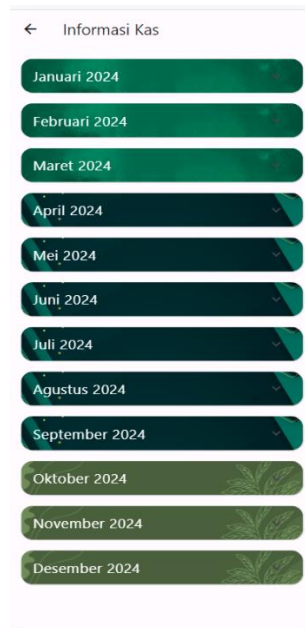 Informasi Kas
Januari 2024
Februari 2024
Maret 2024
April 2024
Mei 2024
Juni 2024
Juli 2024
Agustus 2024
September 2024
Oktober 2024
November 2024
Desember 2024